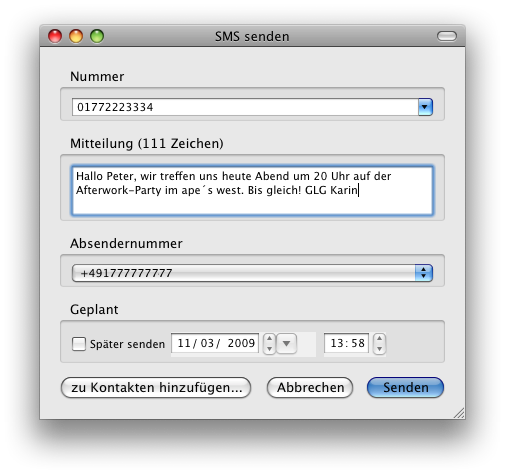 SMS senden
Nummer
01772223334
Mitteilung (111 Zeichen)
Hallo Peter, wir treffen uns heute Abend um 20 Uhr auf der
Afterwork-Party im ape´s west. Bis gleich! GLG Karin
Absendernummer
+491777777777
Geplant
Später senden 11/03/ 2009 13:58
zu Kontakten hinzufügen... Abbrechen Senden